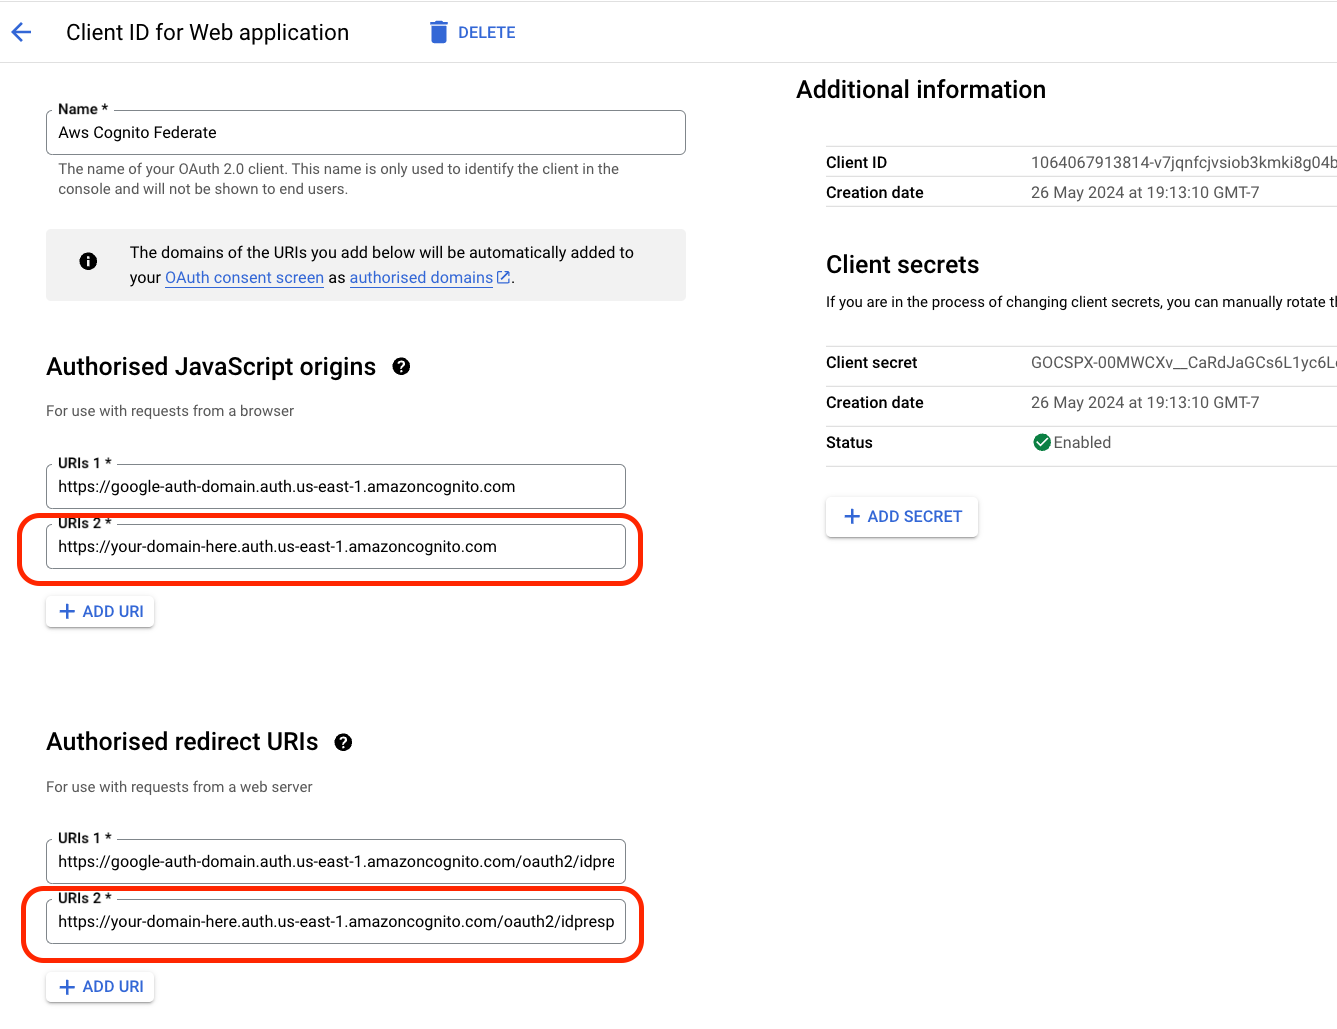 Client ID for Web application
DELETE
Name *
Aws Cognito Federate
The name of your OAuth 2.0 client. This name is only used to identify the client in the
console and will not be shown to end users.
The domains of the URIs you add below will be automatically added to
your OAuth consent screen as authorised domains.
Authorised JavaScript origins
For use with requests from a browser
URIs 1 *
https://google-auth-domain.auth.us-east-1.amazoncognito.com
URIs 2 *
https://your-domain-here.auth.us-east-1.amazoncognito.com
ADD URI
Authorised redirect URIs
For use with requests from a web server
URIs 1 *
https://google-auth-domain.auth.us-east-1.amazoncognito.com/oauth2/idpre
URIs 2 *
https://your-domain-here.auth.us-east-1.amazoncognito.com/oauth2/idpresp
ADD URI
Additional information
Client ID 1064067913814-v7jqnfcjvsiob3kmki8g04b
Creation date 26 May 2024 at 19:13:10 GMT-7
Client secrets
If you are in the process of changing client secrets, you can manually rotate
Client secret GOCSPX-00MWCXv__CaRdJaGCs6L1yc6L
Creation date 26 May 2024 at 19:13:10 GMT-7
Status Enabled
ADD SECRET